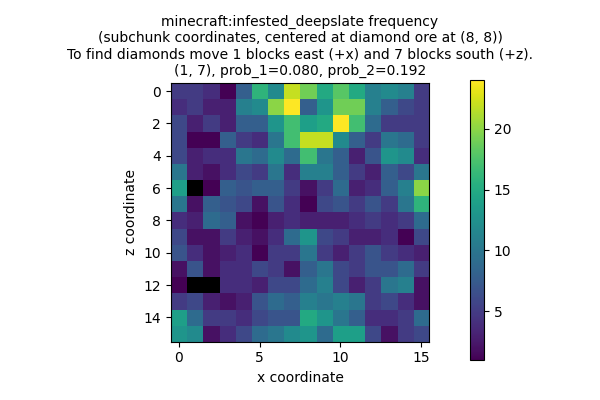 minecraft:infested_deepslate frequency
(subchunk coordinates, centered at diamond ore at (8, 8))
To find diamonds move 1 blocks east (+x) and 7 blocks south (+z).
(1, 7), prob_1=0.080, prob_2=0.192
0
2
4
6
8
10
12
14
z coordinate
0
5
10
15
x coordinate
20
15
10
5